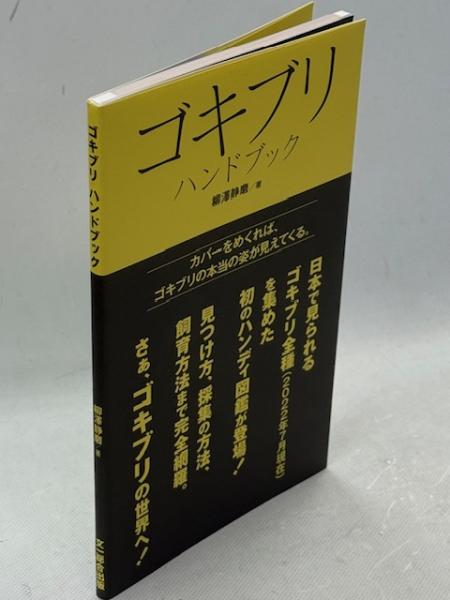 ゴキブリ
ハンドブック
柳澤静磨/著
カバーをめくれば、
ゴキブリの本当の姿が見えてくる。
日本で見られる
ゴキブリ全種(2022年7月現在)
を集めた
初のハンディ図鑑が登場!
見つけ方、採集の方法、
飼育方法まで完全網羅。
さぁ、ゴキブリの世界へ!
ゴキブリ ハンドブック
柳澤静磨 著
文一総合出版